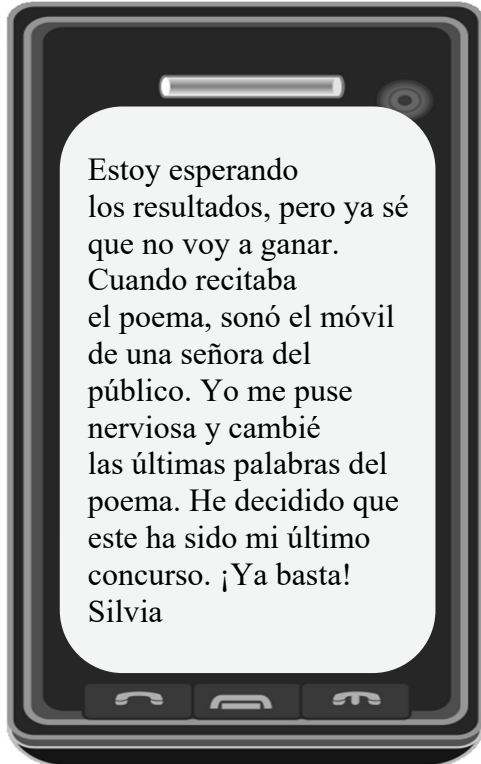 Estoy esperando
los resultados, pero ya sé
que no voy a ganar.
Cuando recitaba
el poema, sonó el móvil
de una señora del
público. Yo me puse
nerviosa y cambié
las últimas palabras del
poema. He decidido que
este ha sido mi último
concurso. ¡Ya basta!
Silvia